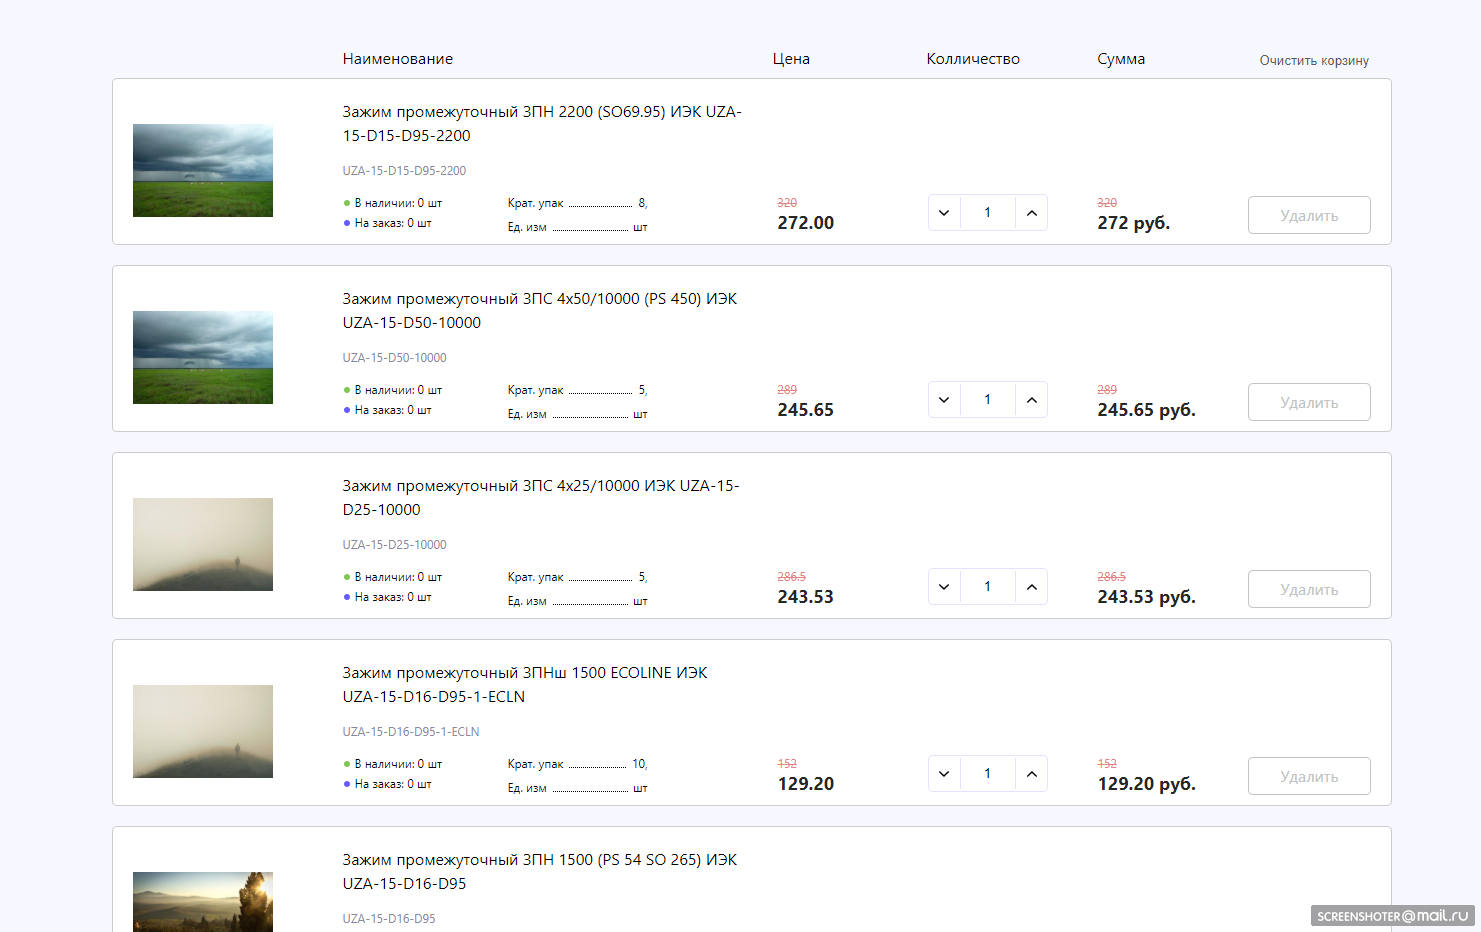 Наименование Цена Колличество Сумма Очистить корзину
Зажим промежуточный ЗПН 2200 (SO69.95) ИЭК UZA-
15-D15-D95-2200
UZA-15-D15-D95-2200
В наличии: 0 шт Крат. упак 8, 320 1 320
На заказ: 0 шт Ед. изм шт 272.00 272 руб. Удалить
Зажим промежуточный ЗПС 4x50/10000 (PS 450) ИЭК
UZA-15-D50-10000
UZA-15-D50-10000
В наличии: 0 шт Крат. упак 5, 289 1 289
На заказ: 0 шт Ед. изм шт 245.65 245.65 руб. Удалить
Зажим промежуточный ЗПС 4x25/10000 ИЭК UZA-15-
D25-10000
UZA-15-D25-10000
В наличии: 0 шт Крат. упак 5, 286.5 1 286.5
На заказ: 0 шт Ед. изм шт 243.53 243.53 руб. Удалить
Зажим промежуточный ЗПНш 1500 ECOLINE ИЭК
UZA-15-D16-D95-1-ECLN
UZA-15-D16-D95-1-ECLN
В наличии: 0 шт Крат. упак 10, 152 1 152
На заказ: 0 шт Ед. изм шт 129.20 129.20 руб. Удалить
Зажим промежуточный ЗПН 1500 (PS 54 SO 265) ИЭК
UZA-15-D16-D95
UZA-15-D16-D95
SCREENSHOTER@mail.ru